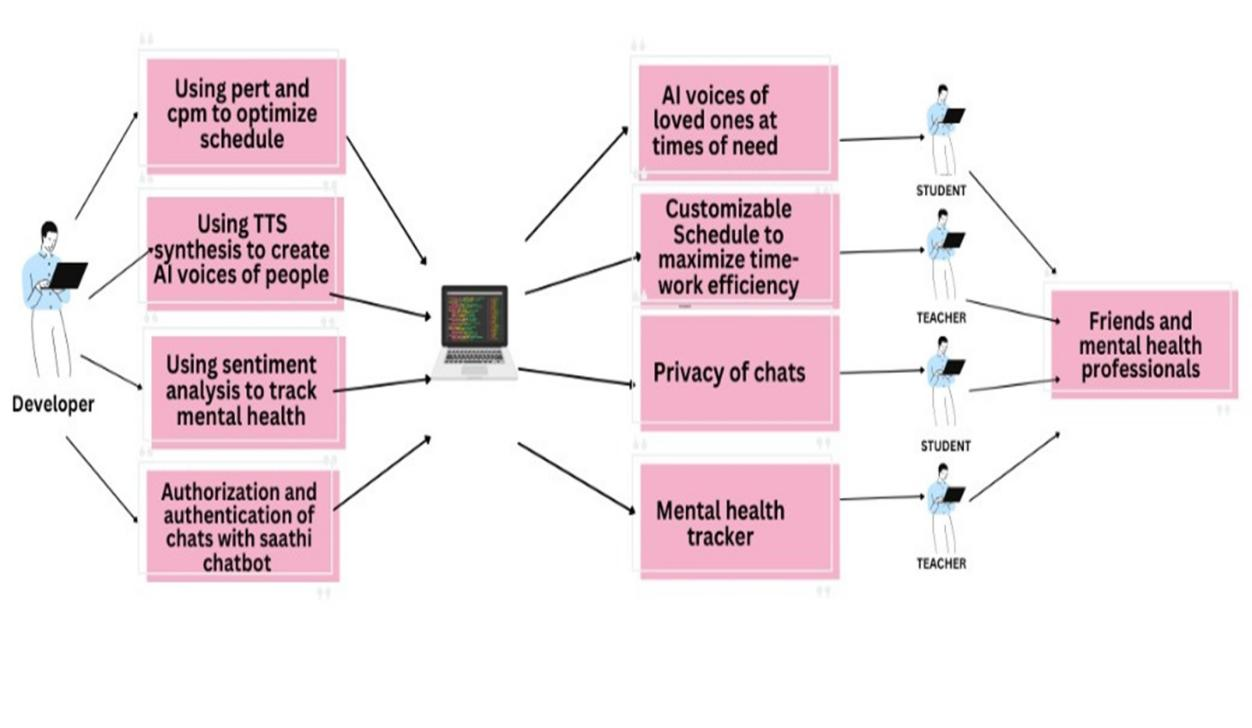 Using pert and
cpm to optimize
schedule
Using TTS
synthesis to create
AI voices of people
Using sentiment
analysis to track
mental health
Authorization and
authentication of
chats with saathi
chatbot
Developer
AI voices of
loved ones at
times of need
Customizable
Schedule to
maximize time-
work efficiency
Privacy of chats
Mental health
tracker
STUDENT
TEACHER
STUDENT
TEACHER
Friends and
mental health
professionals